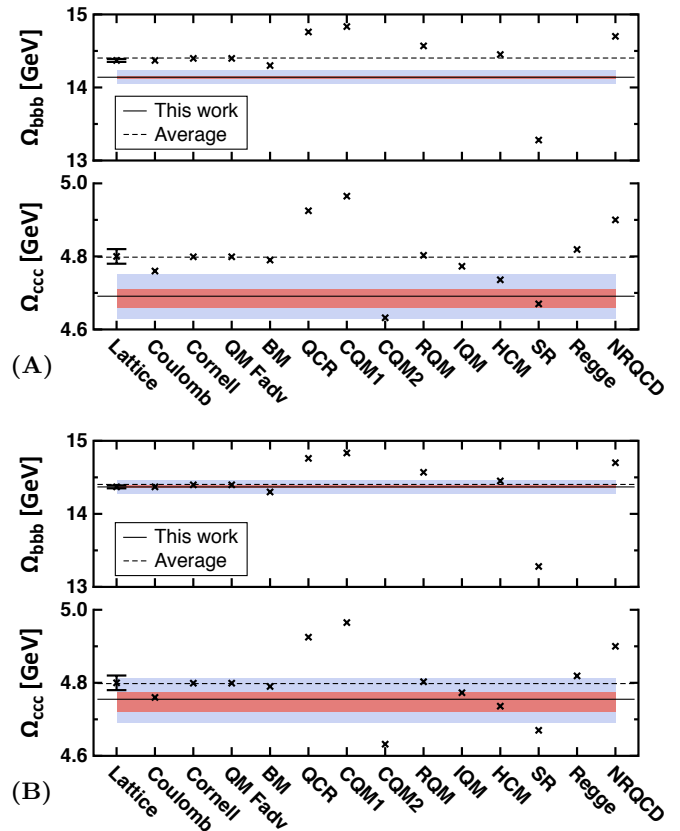 15
14
13
Ω_bbb [GeV]
This work
Average
5.0
4.8
4.6
Ω_ccc [GeV]
Lattice
Coulomb
Cornell
QM Fadv
BM
QCR
CQM1
CQM2
RQM
IQM
HCM
SR
Regge
NRQCD
(A)
15
14
13
Ω_bbb [GeV]
This work
Average
5.0
4.8
4.6
Ω_ccc [GeV]
Lattice
Coulomb
Cornell
QM Fadv
BM
QCR
CQM1
CQM2
RQM
IQM
HCM
SR
Regge
NRQCD
(B)